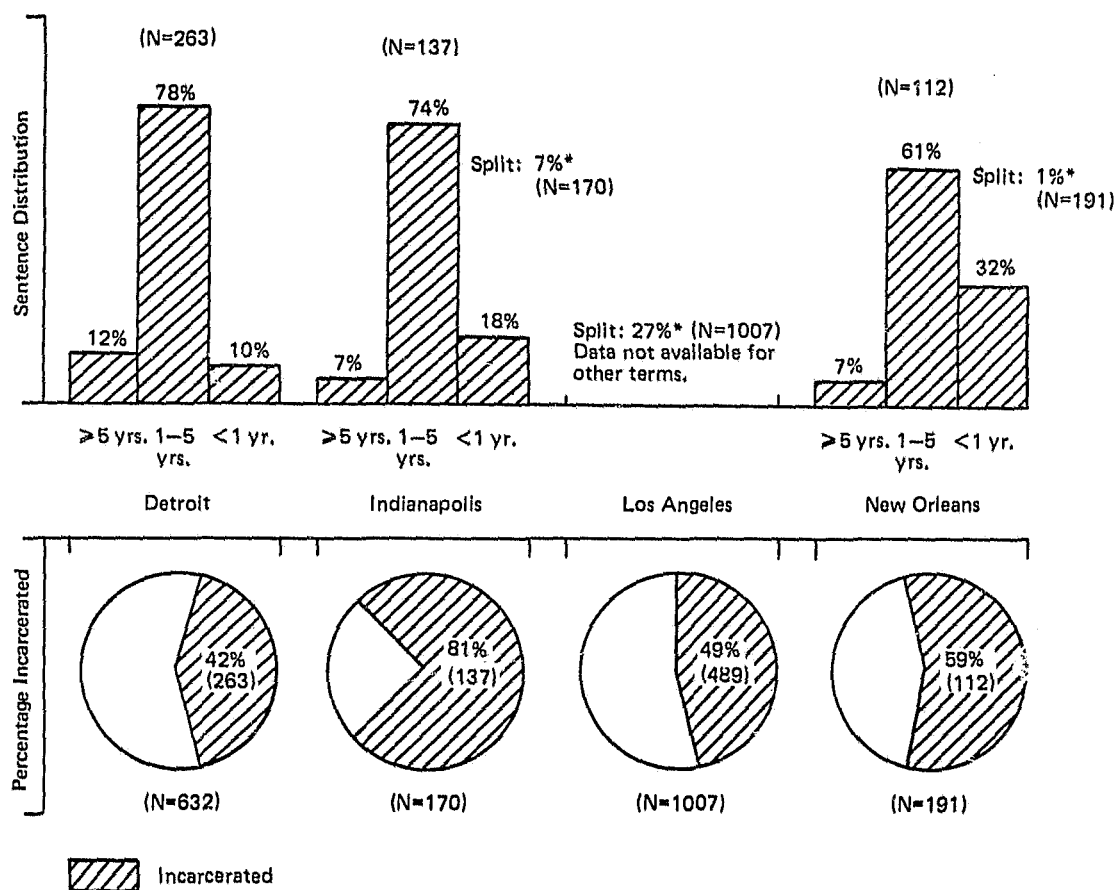 Sentence Distribution
(N=263)
78%
12%
10%
⩾5 yrs. 1–5 <1 yr.
yrs.
Detroit
(N=137)
74%
Split: 7%*
(N=170)
7%
18%
⩾5 yrs. 1–5 <1 yr.
yrs.
Indianapolis
Split: 27%* (N=1007)
Data not available for
other terms.
Los Angeles
(N=112)
61%
Split: 1%*
(N=191)
32%
7%
⩾5 yrs. 1–5 <1 yr.
yrs.
New Orleans
Percentage Incarcerated
42%
(263)
(N=632)
81%
(137)
(N=170)
49%
(489)
(N=1007)
59%
(112)
(N=191)
Incarcerated